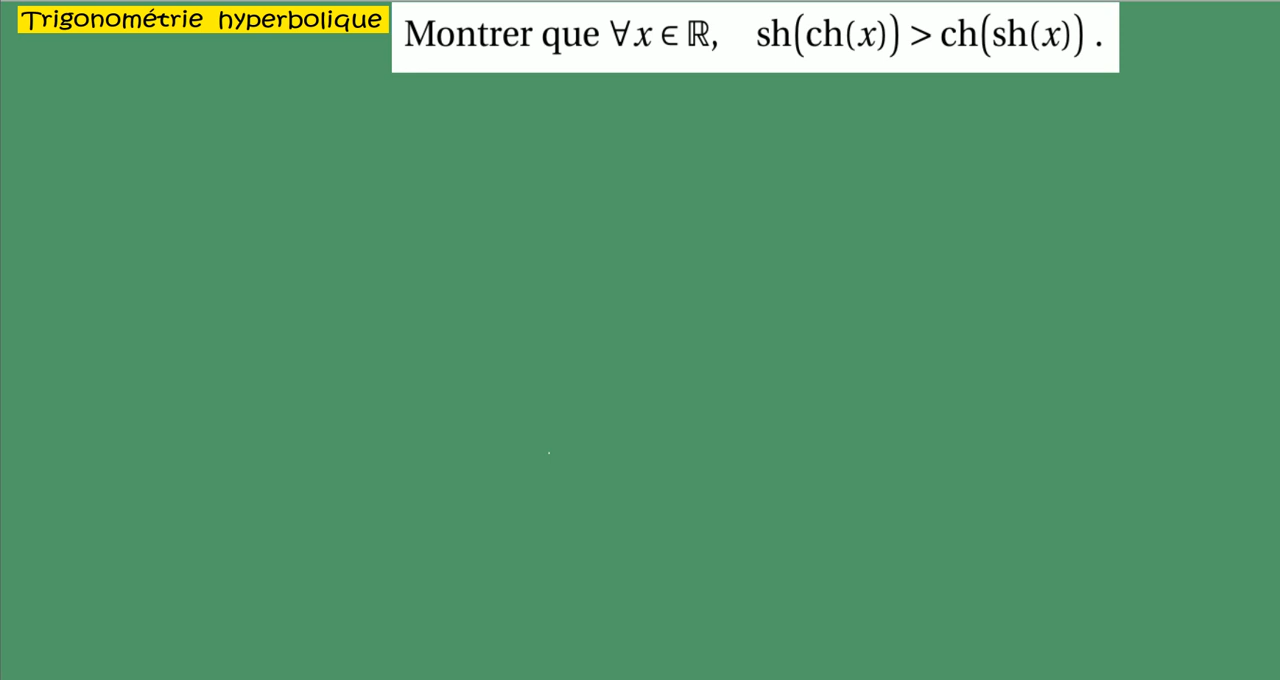 Trigonométrie hyperbolique
Montrer que ∀x ∈ ℝ, sh(ch(x)) > ch(sh(x)) .